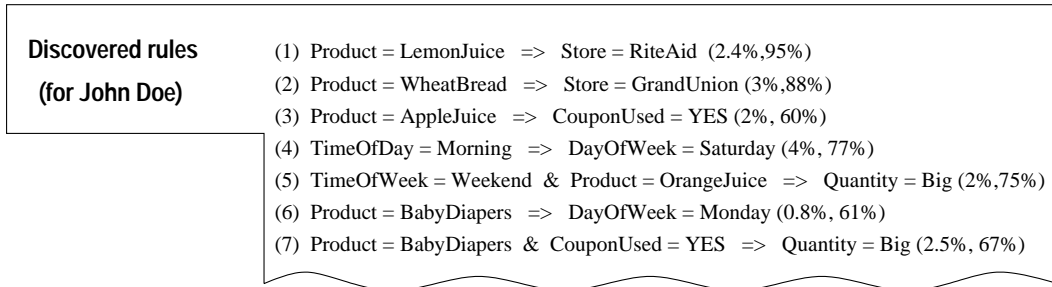 Discovered rules
(for John Doe)
(1) Product = LemonJuice => Store = RiteAid (2.4%,95%)
(2) Product = WheatBread => Store = GrandUnion (3%,88%)
(3) Product = AppleJuice => CouponUsed = YES (2%, 60%)
(4) TimeOfDay = Morning => DayOfWeek = Saturday (4%, 77%)
(5) TimeOfWeek = Weekend & Product = OrangeJuice => Quantity = Big (2%,75%)
(6) Product = BabyDiapers => DayOfWeek = Monday (0.8%, 61%)
(7) Product = BabyDiapers & CouponUsed = YES => Quantity = Big (2.5%, 67%)